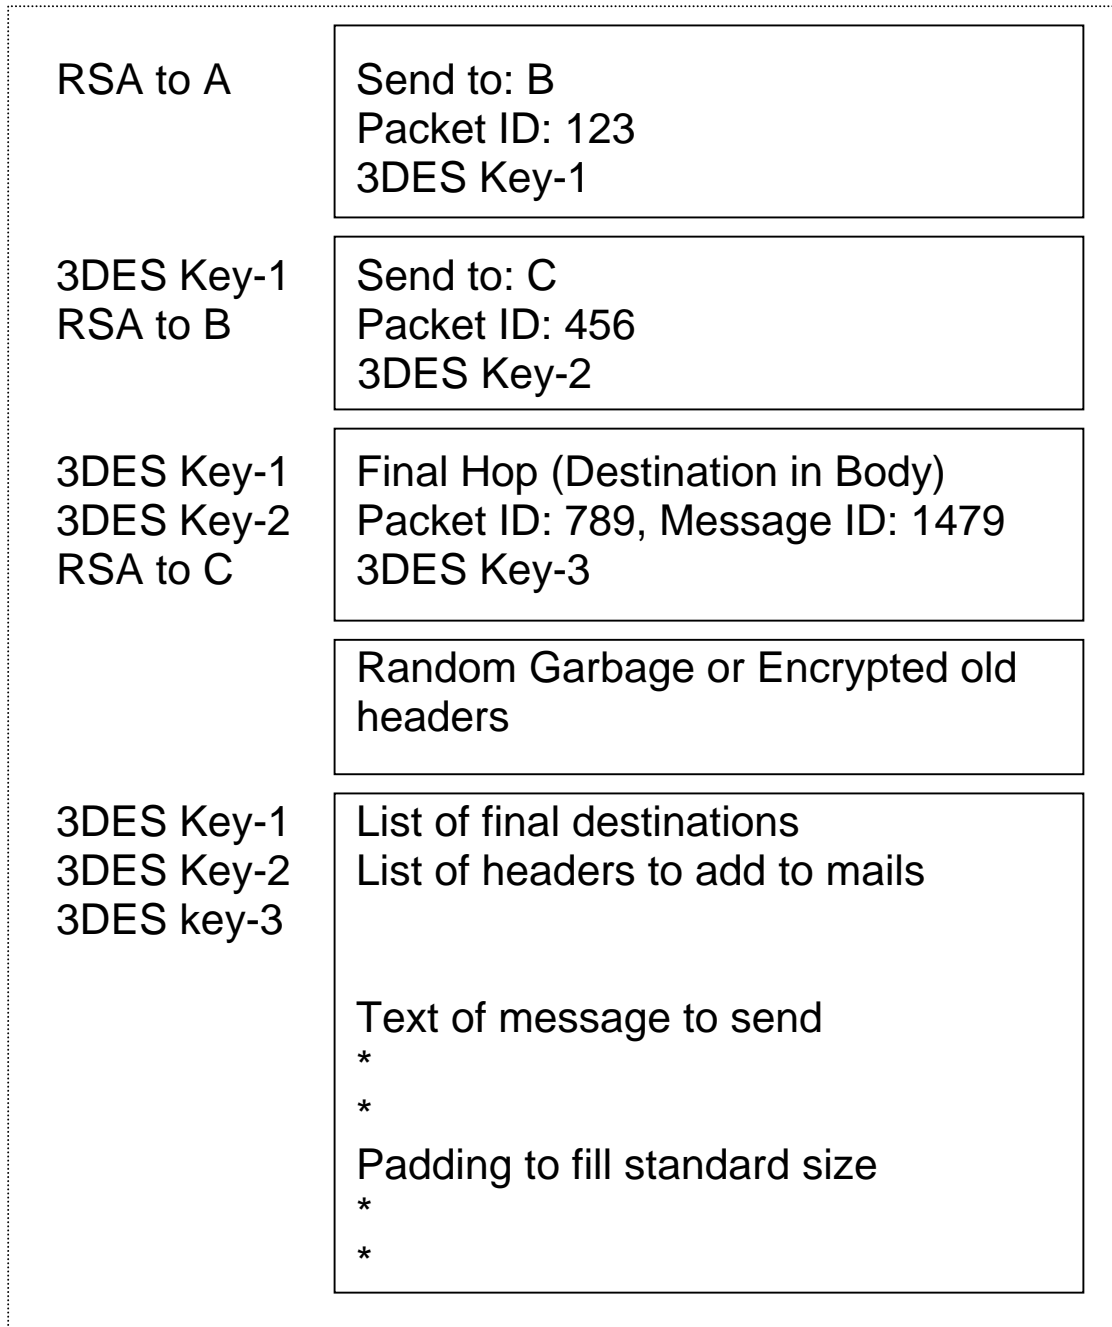 RSA to A
Send to: B
Packet ID: 123
3DES Key-1
3DES Key-1
RSA to B
Send to: C
Packet ID: 456
3DES Key-2
3DES Key-1
3DES Key-2
RSA to C
Final Hop (Destination in Body)
Packet ID: 789, Message ID: 1479
3DES Key-3
Random Garbage or Encrypted old
headers
3DES Key-1
3DES Key-2
3DES key-3
List of final destinations
List of headers to add to mails
Text of message to send
*
*
Padding to fill standard size
*
*